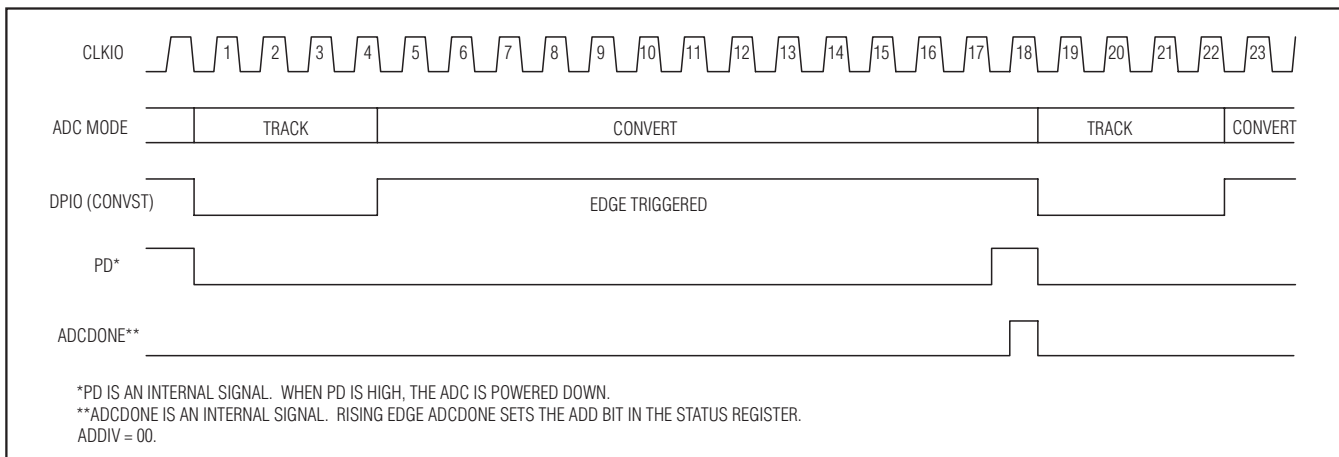 CLKIO 1 2 3 4 5 6 7 8 9 10 11 12 13 14 15 16 17 18 19 20 21 22 23
ADC MODE TRACK CONVERT TRACK CONVERT
DPIO (CONVST) EDGE TRIGGERED
PD*
ADCDONE**
*PD IS AN INTERNAL SIGNAL. WHEN PD IS HIGH, THE ADC IS POWERED DOWN.
**ADCDONE IS AN INTERNAL SIGNAL. RISING EDGE ADCDONE SETS THE ADD BIT IN THE STATUS REGISTER.
ADDIV = 00.